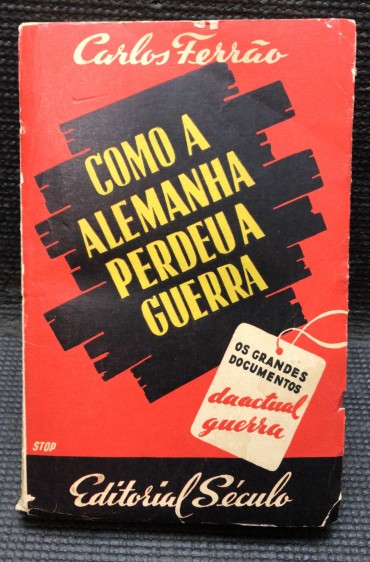 Carlos Ferrão
COMO A
ALEMANHA
PERDEU A
GUERRA
OS GRANDES
DOCUMENTOS
da actual
guerra
STOP
Editorial Século